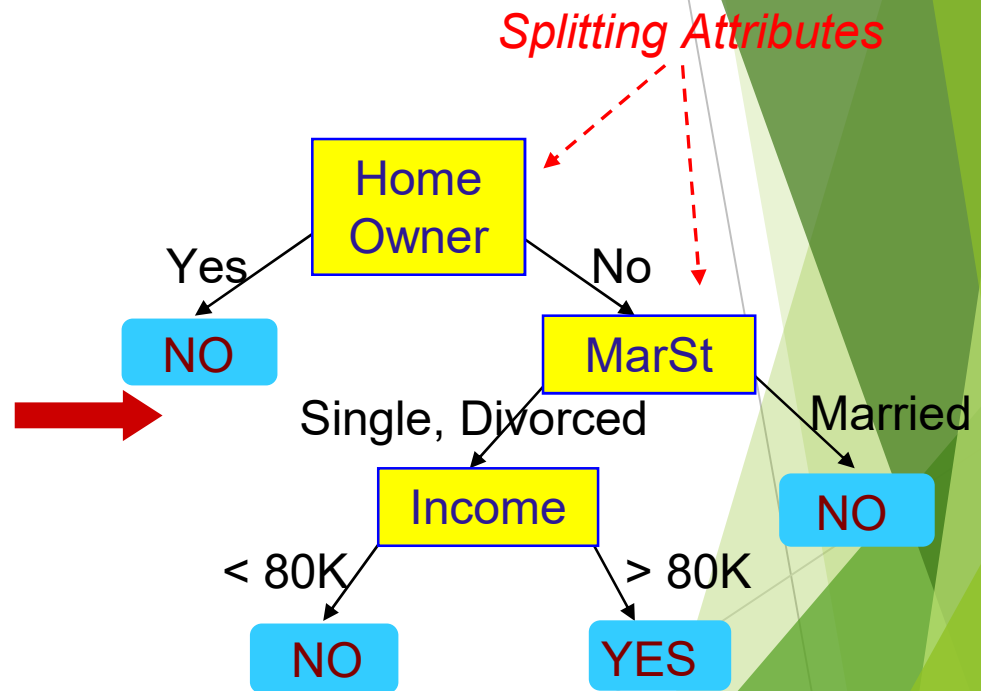 Splitting Attributes
Home
Owner
Yes
No
NO
MarSt
Single, Divorced
Married
Income
NO
< 80K
> 80K
NO
YES